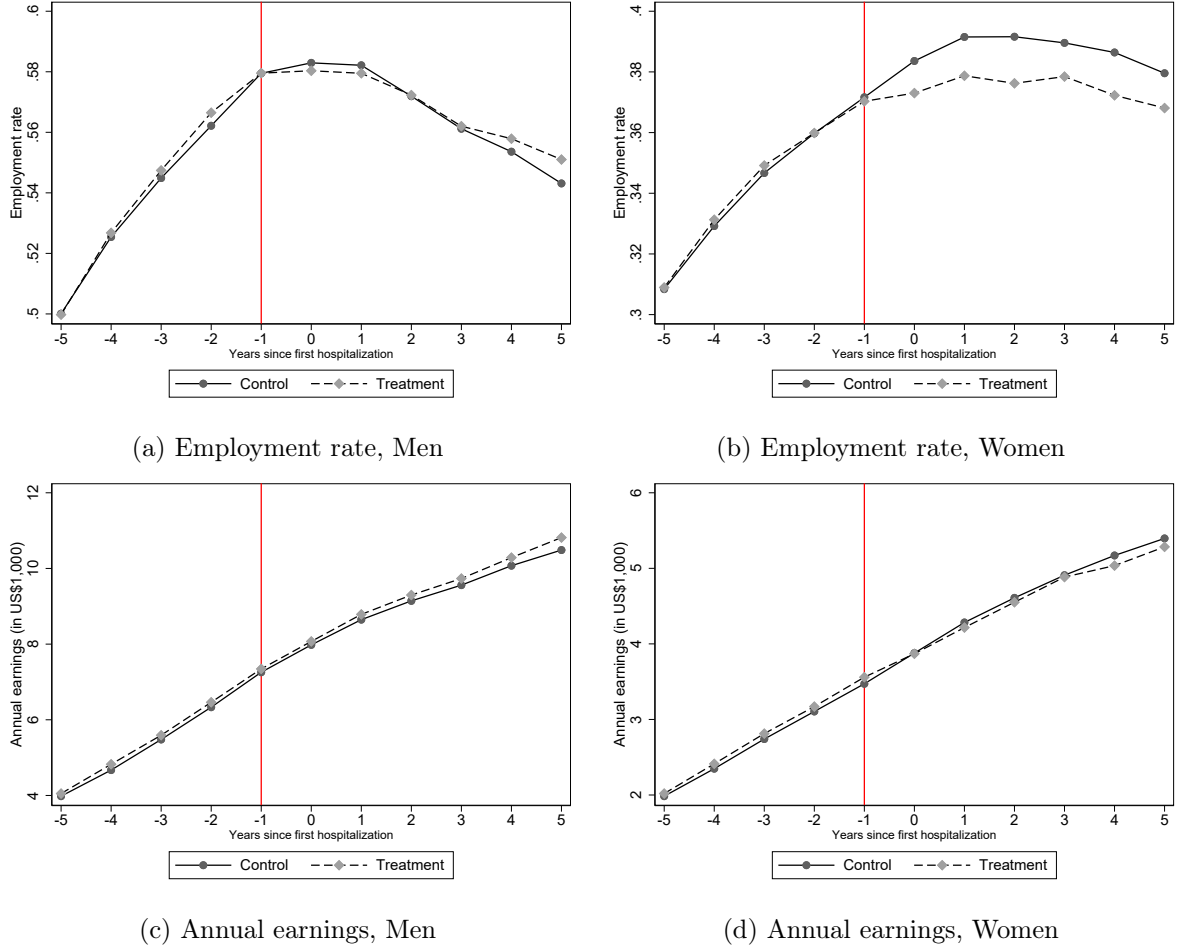 .5 .52 .54 .56 .58 .6
Employment rate
-5 -4 -3 -2 -1 0 1 2 3 4 5
Years since first hospitalization
Control Treatment
(a) Employment rate, Men
.3 .32 .34 .36 .38 .4
Employment rate
-5 -4 -3 -2 -1 0 1 2 3 4 5
Years since first hospitalization
Control Treatment
(b) Employment rate, Women
4 6 8 10 12
Annual earnings (in US$1,000)
-5 -4 -3 -2 -1 0 1 2 3 4 5
Years since first hospitalization
Control Treatment
(c) Annual earnings, Men
2 3 4 5 6
Annual earnings (in US$1,000)
-5 -4 -3 -2 -1 0 1 2 3 4 5
Years since first hospitalization
Control Treatment
(d) Annual earnings, Women